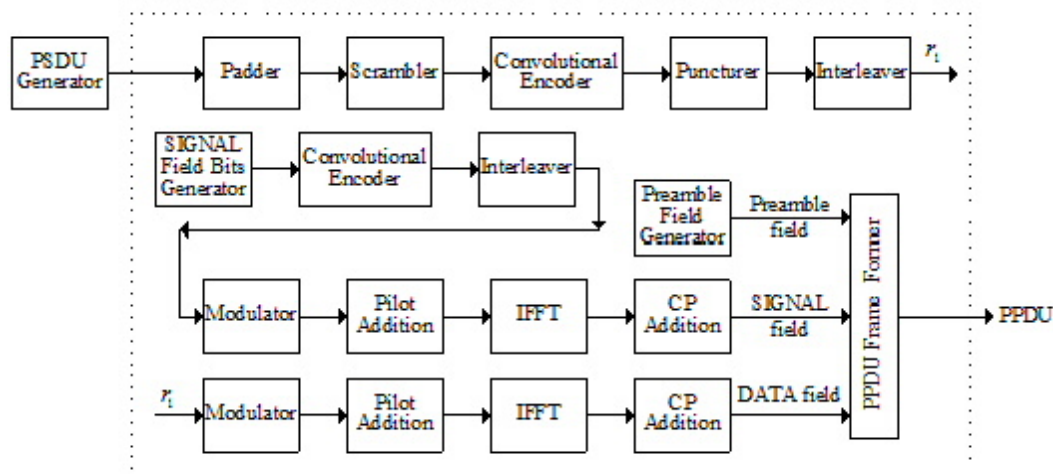 PSDU
Generator
Padder
Scrambler
Convolutional
Encoder
Puncturer
Interleaver
r₁
SIGNAL
Field Bits
Generator
Convolutional
Encoder
Interleaver
Preamble
Field
Generator
Preamble
field
Modulator
Pilot
Addition
IFFT
CP
Addition
SIGNAL
field
PPDU Frame Former
PPDU
r₁
Modulator
Pilot
Addition
IFFT
CP
Addition
DATA field